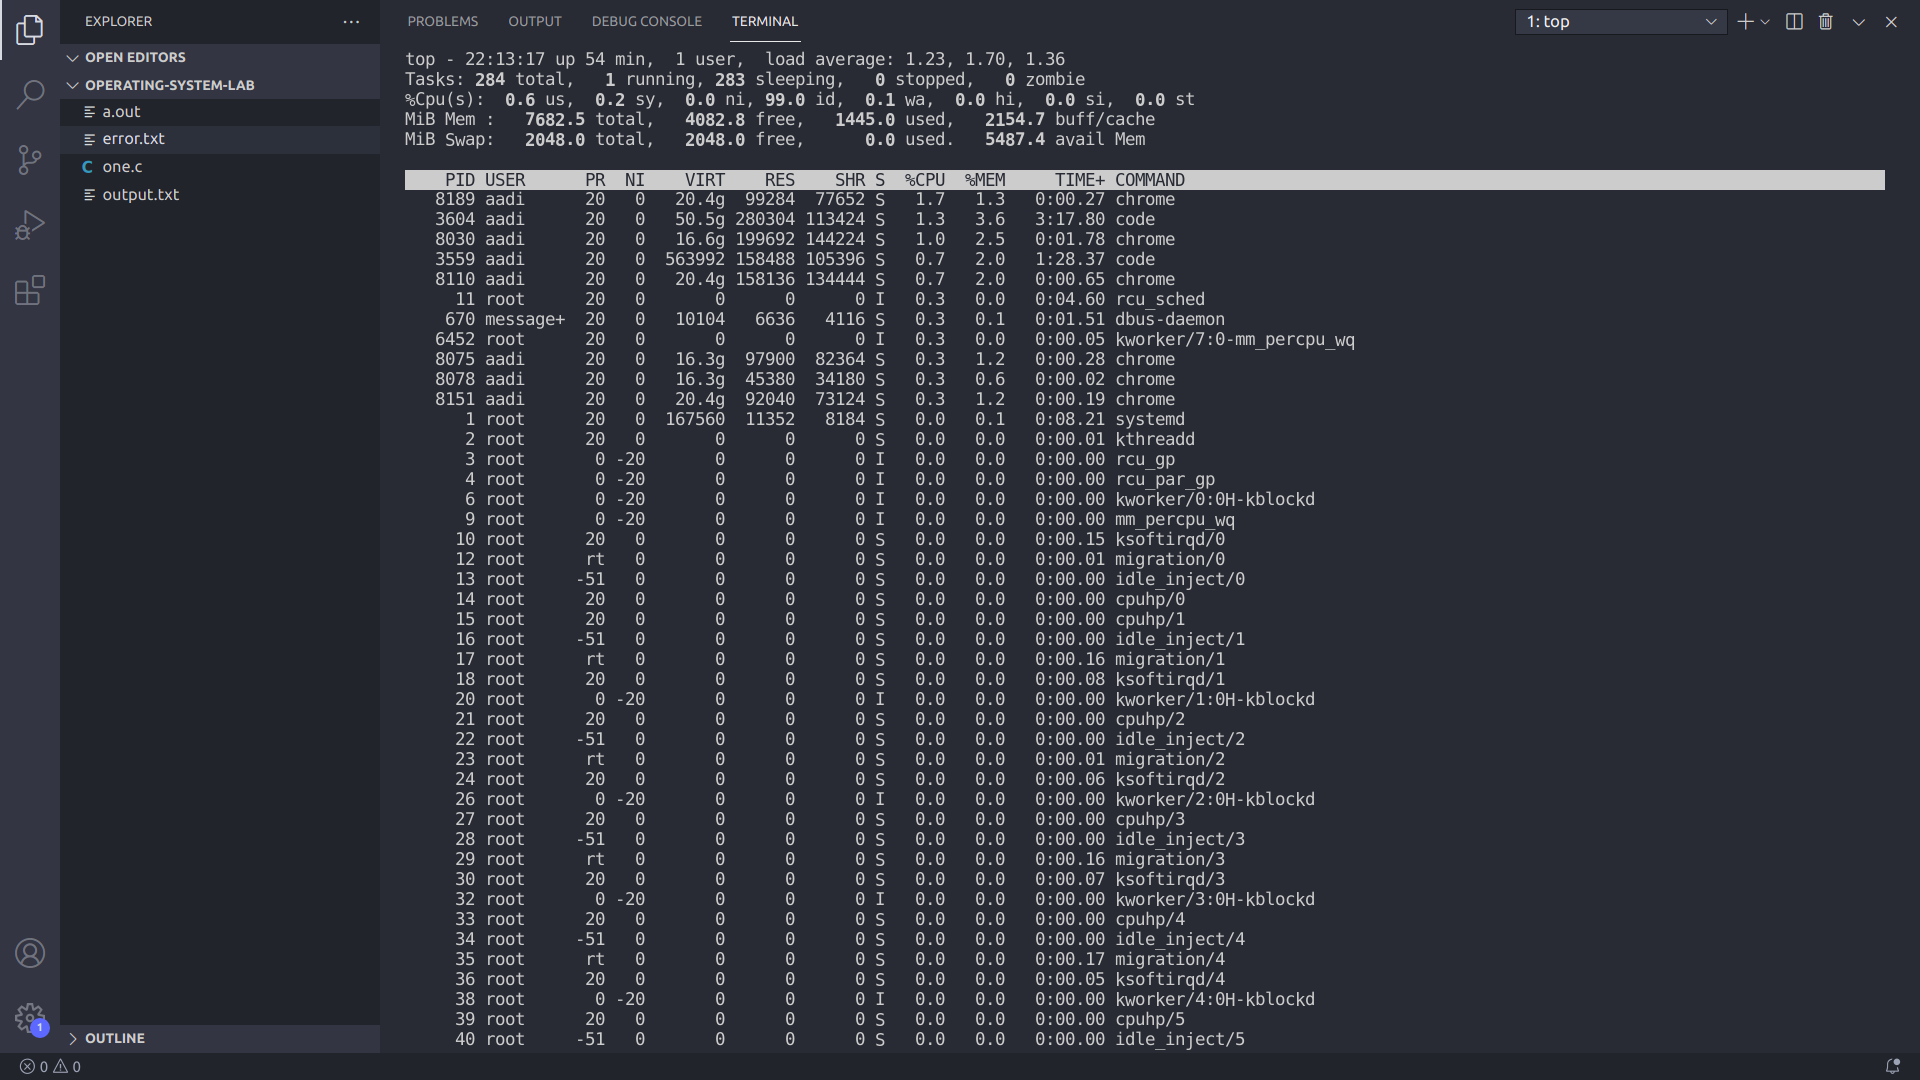 EXPLORER
OPEN EDITORS
OPERATING-SYSTEM-LAB
a.out
error.txt
C one.c
output.txt
OUTLINE
1
PROBLEMS OUTPUT DEBUG CONSOLE TERMINAL
1: top
top - 22:13:17 up 54 min,  1 user,  load average: 1.23, 1.70, 1.36
Tasks: 284 total,   1 running, 283 sleeping,   0 stopped,   0 zombie
%Cpu(s):  0.6 us,  0.2 sy,  0.0 ni, 99.0 id,  0.1 wa,  0.0 hi,  0.0 si,  0.0 st
MiB Mem :   7682.5 total,   4082.8 free,   1445.0 used,   2154.7 buff/cache
MiB Swap:   2048.0 total,   2048.0 free,      0.0 used.   5487.4 avail Mem
PID USER PR NI VIRT RES SHR S %CPU %MEM TIME+ COMMAND
8189 aadi 20 0 20.4g 99284 77652 S 1.7 1.3 0:00.27 chrome
3604 aadi 20 0 50.5g 280304 113424 S 1.3 3.6 3:17.80 code
8030 aadi 20 0 16.6g 199692 144224 S 1.0 2.5 0:01.78 chrome
3559 aadi 20 0 563992 158488 105396 S 0.7 2.0 1:28.37 code
8110 aadi 20 0 20.4g 158136 134444 S 0.7 2.0 0:00.65 chrome
11 root 20 0 0 0 0 I 0.3 0.0 0:04.60 rcu_sched
670 message+ 20 0 10104 6636 4116 S 0.3 0.1 0:01.51 dbus-daemon
6452 root 20 0 0 0 0 I 0.3 0.0 0:00.05 kworker/7:0-mm_percpu_wq
8075 aadi 20 0 16.3g 97900 82364 S 0.3 1.2 0:00.28 chrome
8078 aadi 20 0 16.3g 45380 34180 S 0.3 0.6 0:00.02 chrome
8151 aadi 20 0 20.4g 92040 73124 S 0.3 1.2 0:00.19 chrome
1 root 20 0 167560 11352 8184 S 0.0 0.1 0:08.21 systemd
2 root 20 0 0 0 0 S 0.0 0.0 0:00.01 kthreadd
3 root 0 -20 0 0 0 I 0.0 0.0 0:00.00 rcu_gp
4 root 0 -20 0 0 0 I 0.0 0.0 0:00.00 rcu_par_gp
6 root 0 -20 0 0 0 I 0.0 0.0 0:00.00 kworker/0:0H-kblockd
9 root 0 -20 0 0 0 I 0.0 0.0 0:00.00 mm_percpu_wq
10 root 20 0 0 0 0 S 0.0 0.0 0:00.15 ksoftirqd/0
12 root rt 0 0 0 0 S 0.0 0.0 0:00.01 migration/0
13 root -51 0 0 0 0 S 0.0 0.0 0:00.00 idle_inject/0
14 root 20 0 0 0 0 S 0.0 0.0 0:00.00 cpuhp/0
15 root 20 0 0 0 0 S 0.0 0.0 0:00.00 cpuhp/1
16 root -51 0 0 0 0 S 0.0 0.0 0:00.00 idle_inject/1
17 root rt 0 0 0 0 S 0.0 0.0 0:00.16 migration/1
18 root 20 0 0 0 0 S 0.0 0.0 0:00.08 ksoftirqd/1
20 root 0 -20 0 0 0 I 0.0 0.0 0:00.00 kworker/1:0H-kblockd
21 root 20 0 0 0 0 S 0.0 0.0 0:00.00 cpuhp/2
22 root -51 0 0 0 0 S 0.0 0.0 0:00.00 idle_inject/2
23 root rt 0 0 0 0 S 0.0 0.0 0:00.01 migration/2
24 root 20 0 0 0 0 S 0.0 0.0 0:00.06 ksoftirqd/2
26 root 0 -20 0 0 0 I 0.0 0.0 0:00.00 kworker/2:0H-kblockd
27 root 20 0 0 0 0 S 0.0 0.0 0:00.00 cpuhp/3
28 root -51 0 0 0 0 S 0.0 0.0 0:00.00 idle_inject/3
29 root rt 0 0 0 0 S 0.0 0.0 0:00.16 migration/3
30 root 20 0 0 0 0 S 0.0 0.0 0:00.07 ksoftirqd/3
32 root 0 -20 0 0 0 I 0.0 0.0 0:00.00 kworker/3:0H-kblockd
33 root 20 0 0 0 0 S 0.0 0.0 0:00.00 cpuhp/4
34 root -51 0 0 0 0 S 0.0 0.0 0:00.00 idle_inject/4
35 root rt 0 0 0 0 S 0.0 0.0 0:00.17 migration/4
36 root 20 0 0 0 0 S 0.0 0.0 0:00.05 ksoftirqd/4
38 root 0 -20 0 0 0 I 0.0 0.0 0:00.00 kworker/4:0H-kblockd
39 root 20 0 0 0 0 S 0.0 0.0 0:00.00 cpuhp/5
40 root -51 0 0 0 0 S 0.0 0.0 0:00.00 idle_inject/5
0 0